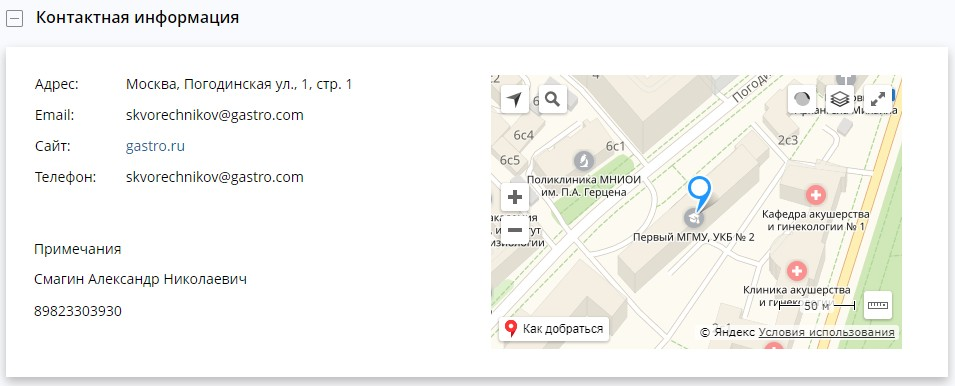 Контактная информация
Адрес: Москва, Погодинская ул., 1, стр. 1
Email: skvorechnikov@gastro.com
Сайт: gastro.ru
Телефон: skvorechnikov@gastro.com
Примечания
Смагин Александр Николаевич
89823303930
Погод
6с4
6с1
6с5
2с3
Поликлиника МНИОИ
им. П.А. Герцена
Кафедра акушерства
и гинекологии № 1
Первый МГМУ, УКБ № 2
Клиника акушерства
50 м
Как добраться
© Яндекс Условия использования